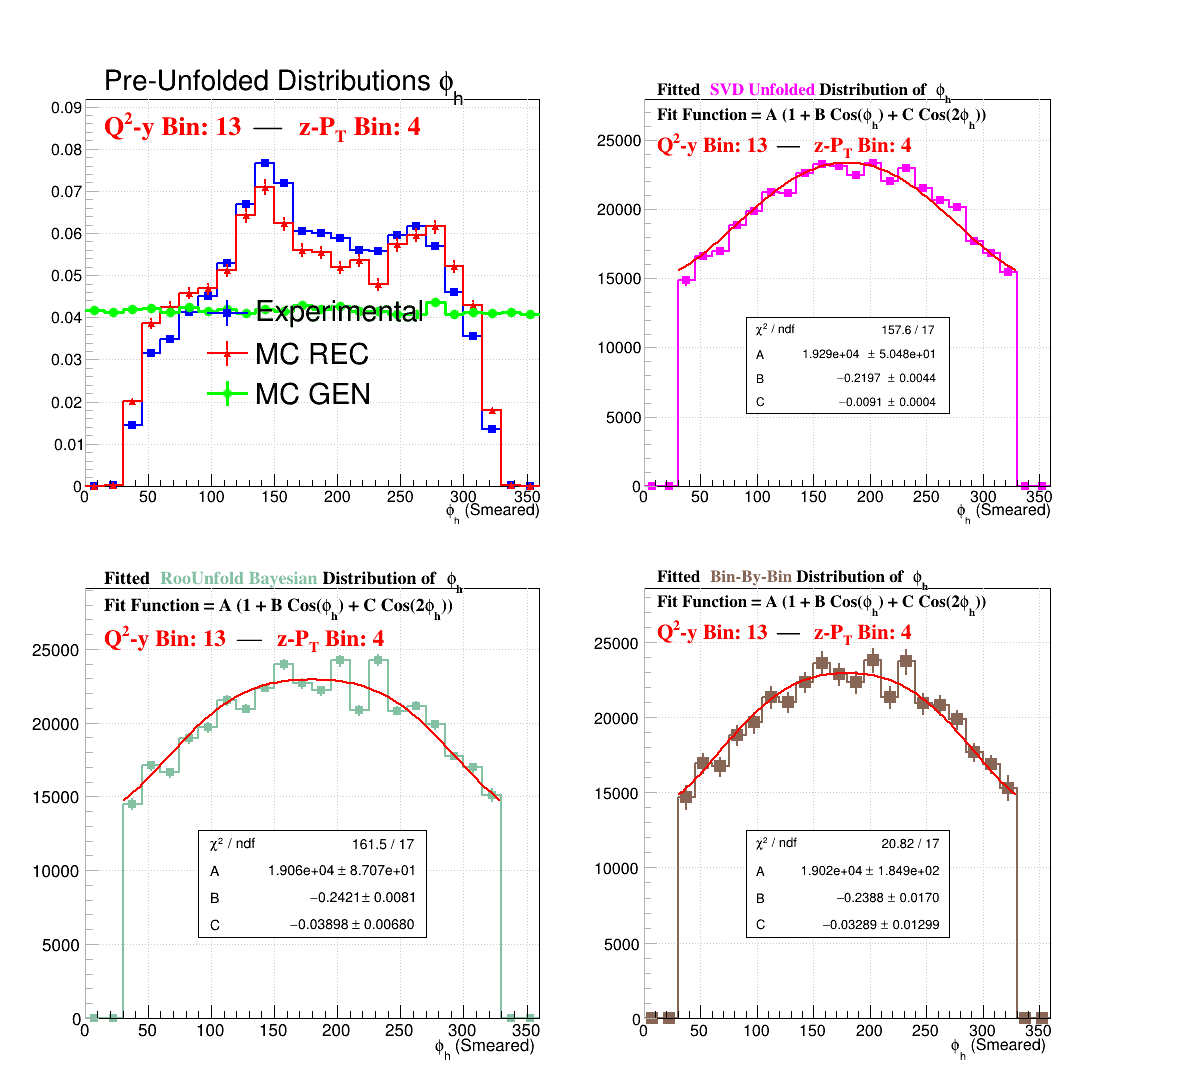 Pre-Unfolded Distributions ϕh
Q²-y Bin: 13 — z-PT Bin: 4
0.09
0.08
0.07
0.06
0.05
0.04
0.03
0.02
0.01
0
Experimental
MC REC
MC GEN
0 50 100 150 200 250 300 350
ϕh (Smeared)
Fitted SVD Unfolded Distribution of ϕh
Fit Function = A (1 + B Cos(ϕh) + C Cos(2ϕh))
Q²-y Bin: 13 — z-PT Bin: 4
25000
20000
15000
10000
5000
0
χ² / ndf 157.6 / 17
A 1.929e+04 ± 5.048e+01
B −0.2197 ± 0.0044
C −0.0091 ± 0.0004
0 50 100 150 200 250 300 350
ϕh (Smeared)
Fitted RooUnfold Bayesian Distribution of ϕh
Fit Function = A (1 + B Cos(ϕh) + C Cos(2ϕh))
Q²-y Bin: 13 — z-PT Bin: 4
25000
20000
15000
10000
5000
0
χ² / ndf 161.5 / 17
A 1.906e+04 ± 8.707e+01
B −0.2421 ± 0.0081
C −0.03898 ± 0.00680
0 50 100 150 200 250 300 350
ϕh (Smeared)
Fitted Bin-By-Bin Distribution of ϕh
Fit Function = A (1 + B Cos(ϕh) + C Cos(2ϕh))
Q²-y Bin: 13 — z-PT Bin: 4
25000
20000
15000
10000
5000
0
χ² / ndf 20.82 / 17
A 1.902e+04 ± 1.849e+02
B −0.2388 ± 0.0170
C −0.03289 ± 0.01299
0 50 100 150 200 250 300 350
ϕh (Smeared)